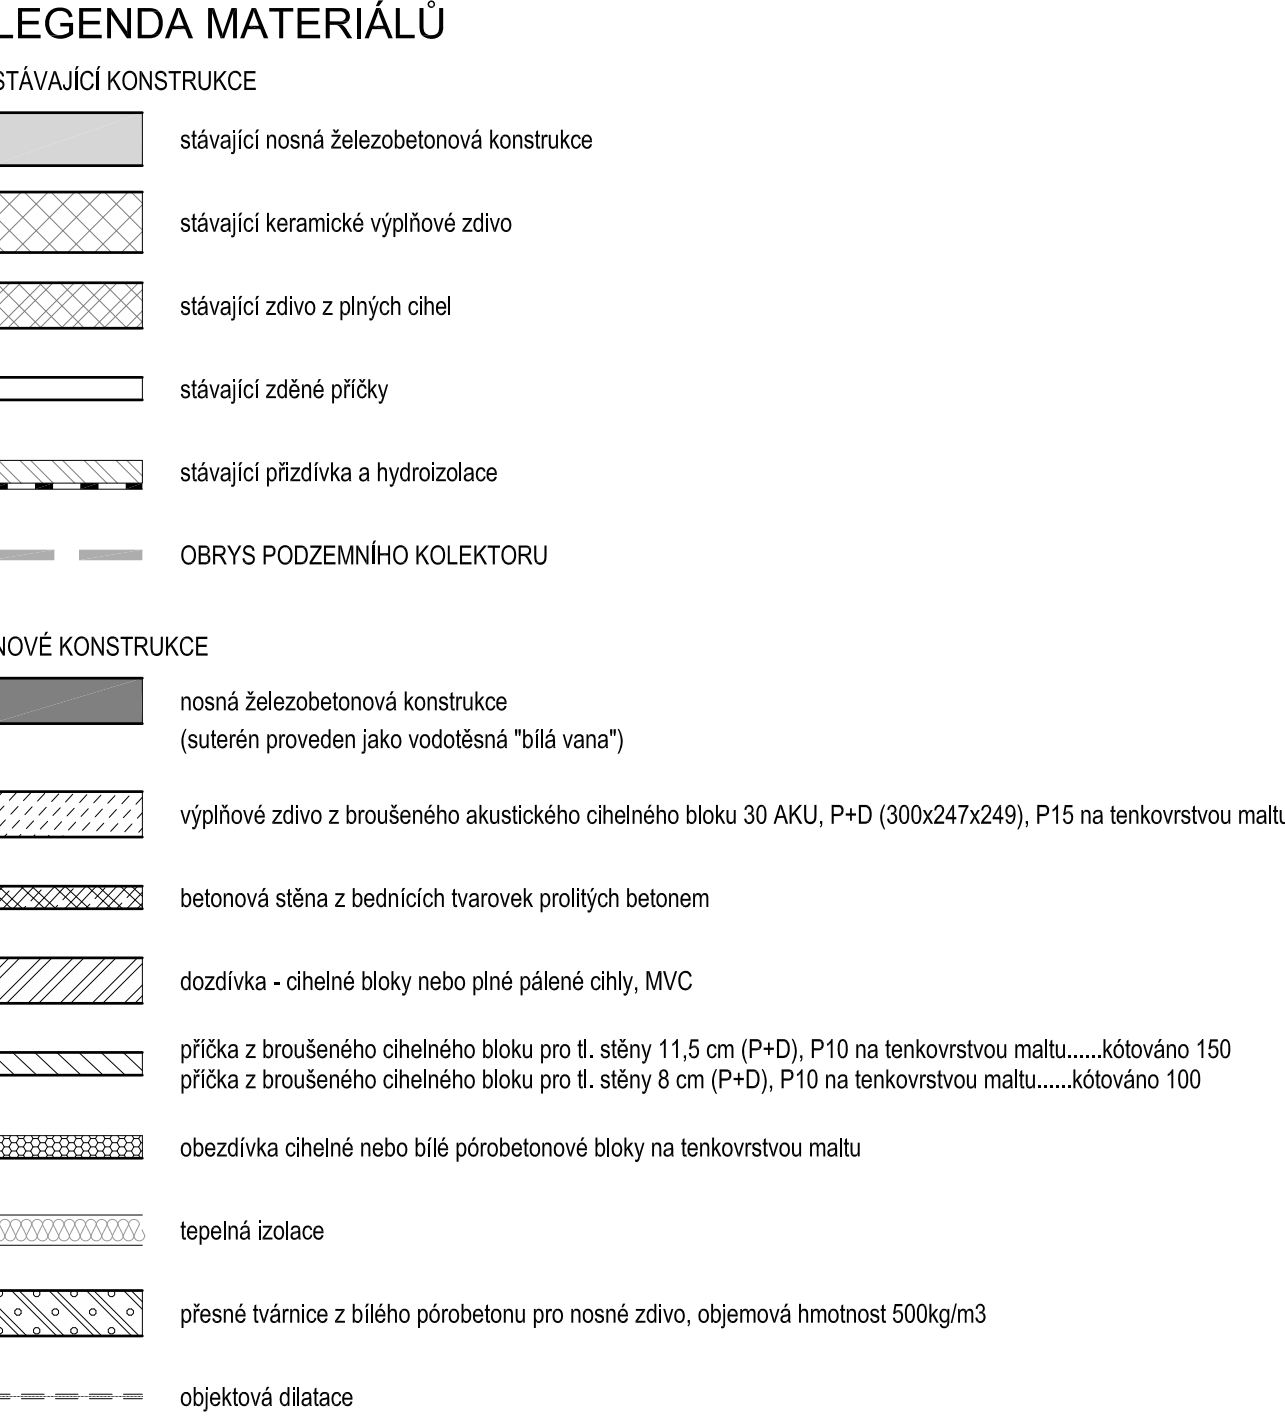 LEGENDA MATERIÁLŮ
STÁVAJÍCÍ KONSTRUKCE
stávající nosná železobetonová konstrukce
stávající keramické výplňové zdivo
stávající zdivo z plných cihel
stávající zděné příčky
stávající přizdívka a hydroizolace
OBRYS PODZEMNÍHO KOLEKTORU
NOVÉ KONSTRUKCE
nosná železobetonová konstrukce
(suterén proveden jako vodotěsná "bílá vana")
výplňové zdivo z broušeného akustického cihelného bloku 30 AKU, P+D (300x247x249), P15 na tenkovrstvou maltu
betonová stěna z bednících tvarovek prolitých betonem
dozdívka - cihelné bloky nebo plné pálené cihly, MVC
příčka z broušeného cihelného bloku pro tl. stěny 11,5 cm (P+D), P10 na tenkovrstvou maltu......kótováno 150
příčka z broušeného cihelného bloku pro tl. stěny 8 cm (P+D), P10 na tenkovrstvou maltu......kótováno 100
obezdívka cihelné nebo bílé pórobetonové bloky na tenkovrstvou maltu
tepelná izolace
přesné tvárnice z bílého pórobetonu pro nosné zdivo, objemová hmotnost 500kg/m3
objektová dilatace